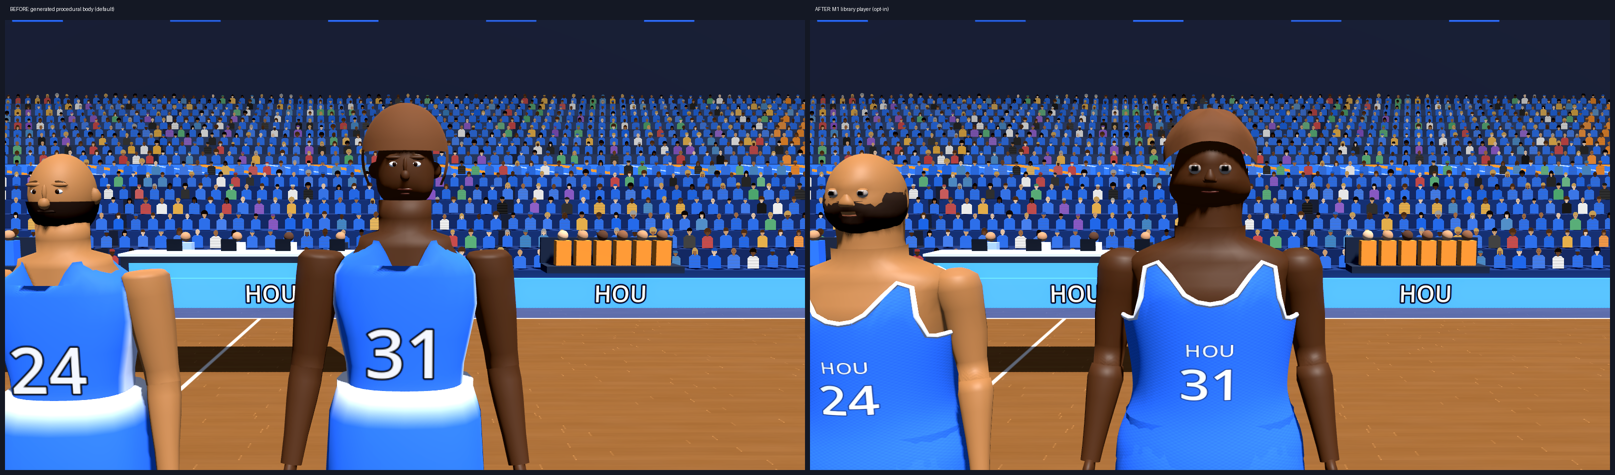 BEFORE generated procedural body (default)
AFTER M1 library player (opt-in)
HOU
HOU
24
31
HOU
HOU
HOU
24
HOU
31